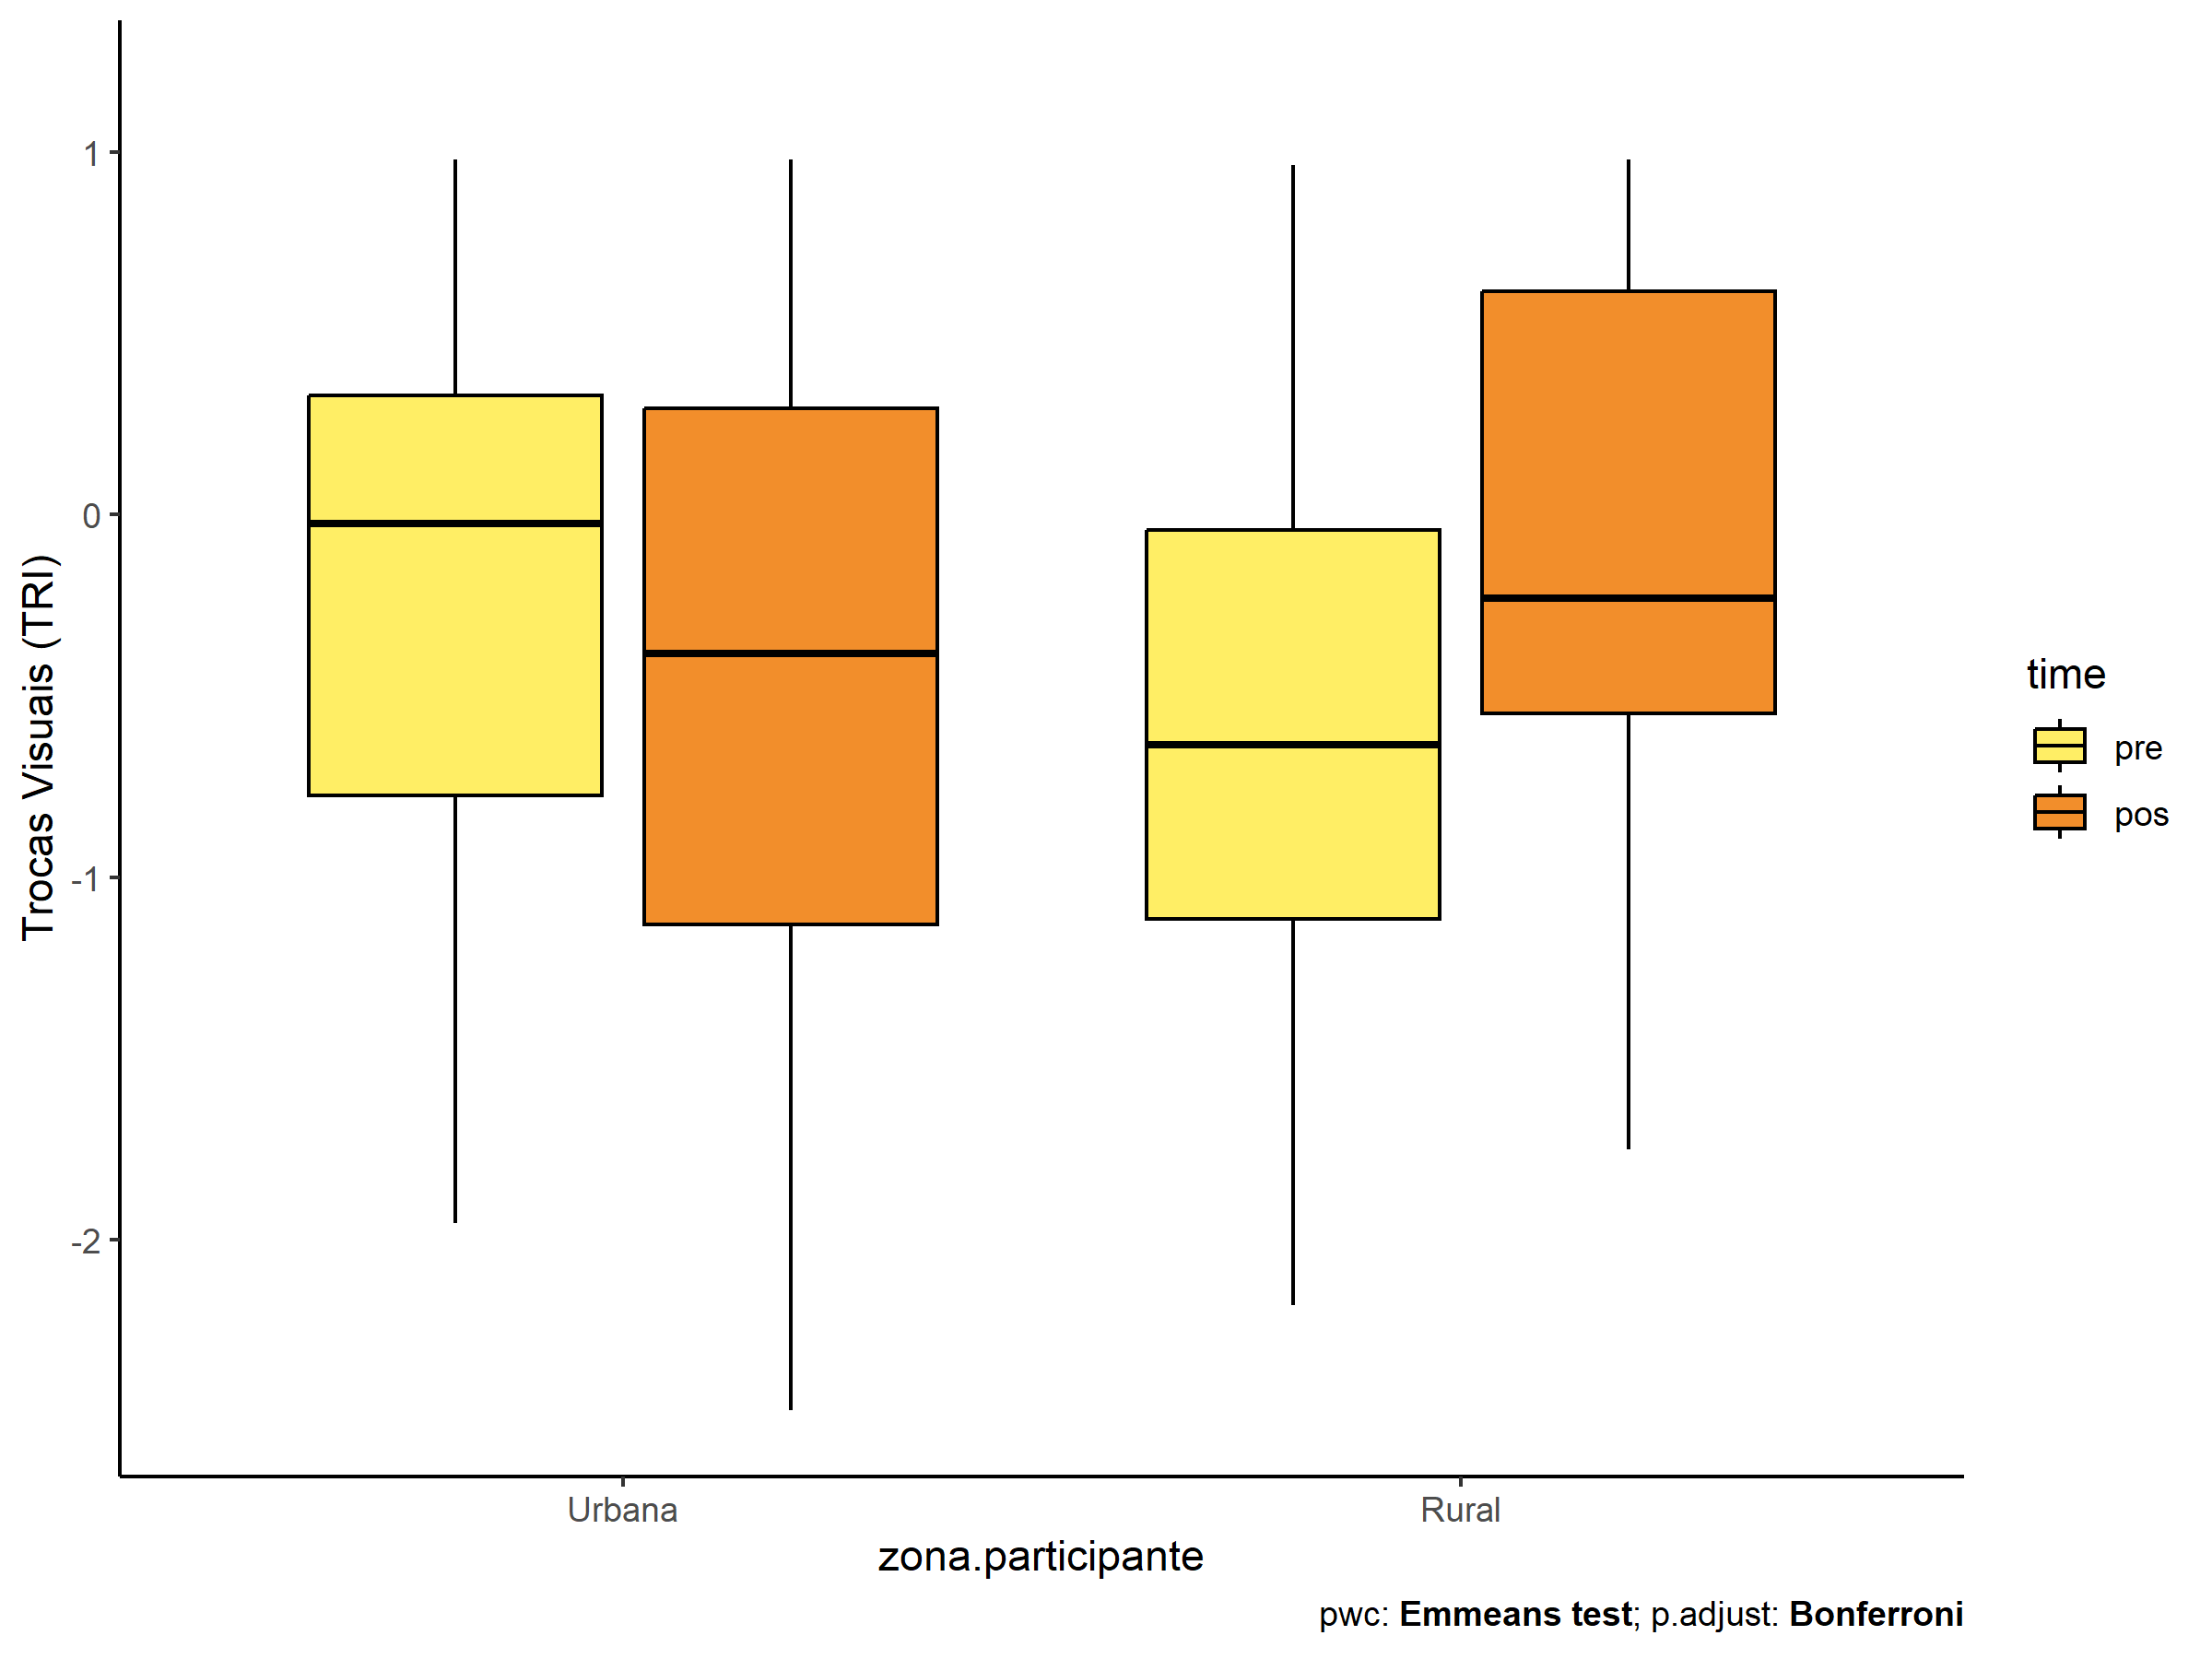 Trocas Visuais (TRI)
1
0
-1
-2
Urbana
Rural
zona.participante
time
pre
pos
pwc: Emmeans test; p.adjust: Bonferroni